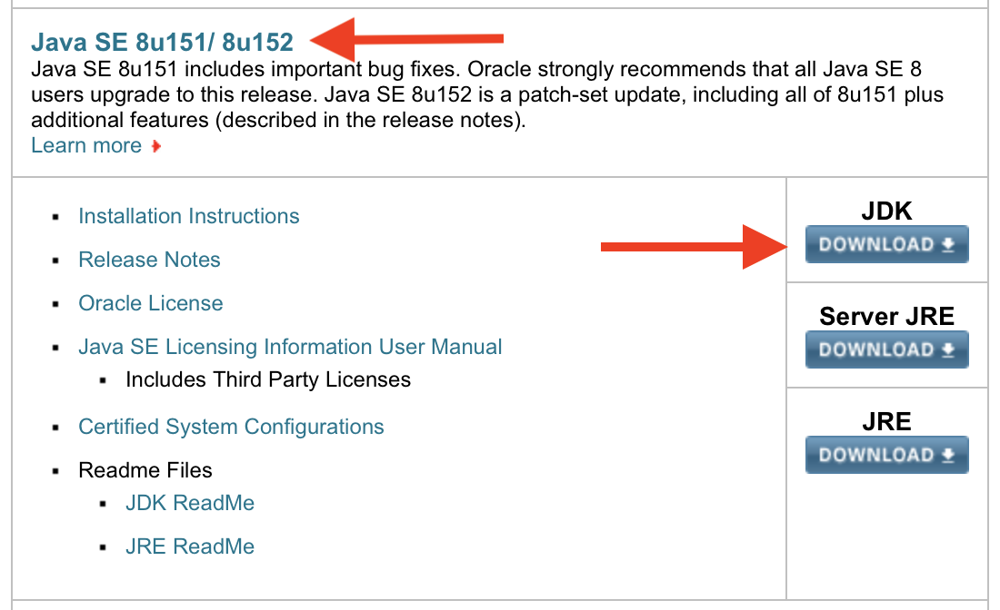 Java SE 8u151/ 8u152
Java SE 8u151 includes important bug fixes. Oracle strongly recommends that all Java SE 8
users upgrade to this release. Java SE 8u152 is a patch-set update, including all of 8u151 plus
additional features (described in the release notes).
Learn more
Installation Instructions
Release Notes
Oracle License
Java SE Licensing Information User Manual
Includes Third Party Licenses
Certified System Configurations
Readme Files
JDK ReadMe
JRE ReadMe
JDK
DOWNLOAD
Server JRE
DOWNLOAD
JRE
DOWNLOAD